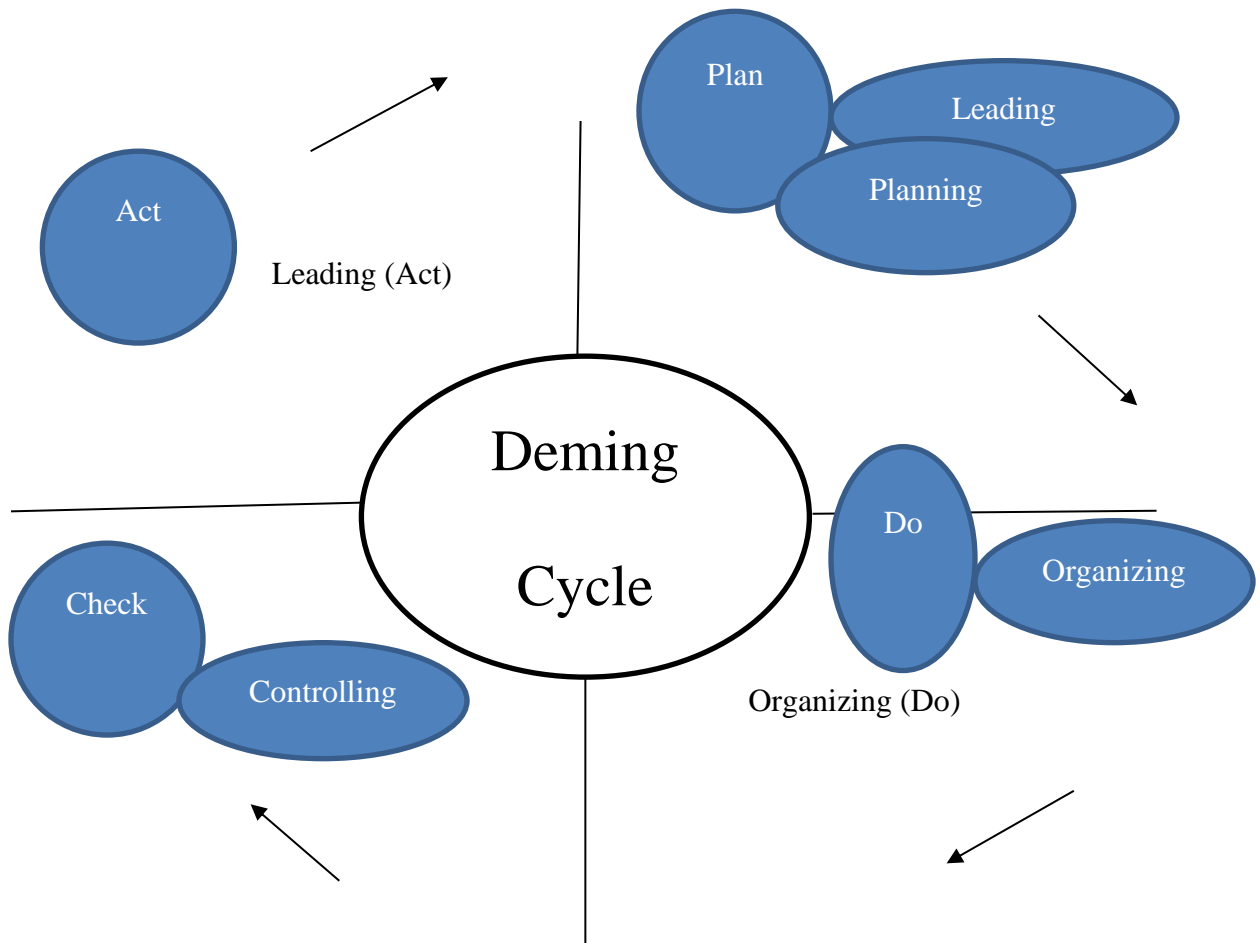 Plan
Leading
Planning
Act
Leading (Act)
Deming
Cycle
Do
Organizing
Organizing (Do)
Check
Controlling